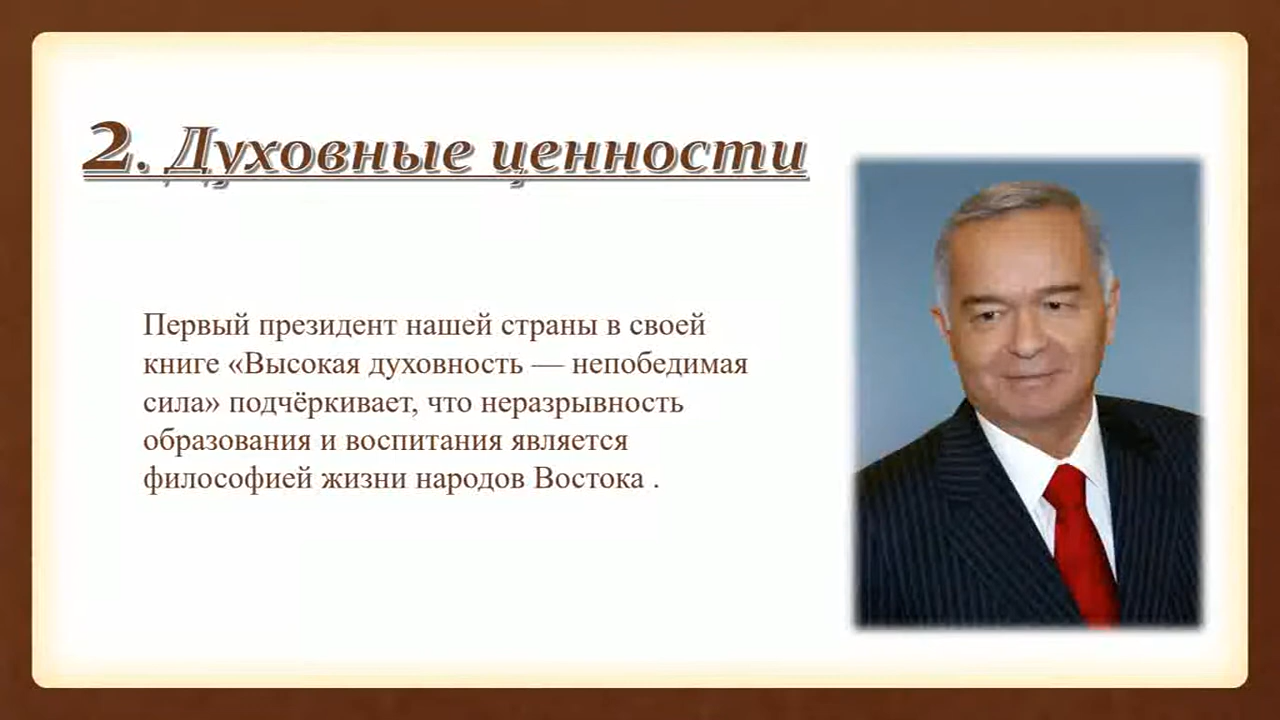 2. Духовные ценности
Первый президент нашей страны в своей
книге «Высокая духовность — непобедимая
сила» подчёркивает, что неразрывность
образования и воспитания является
философией жизни народов Востока .